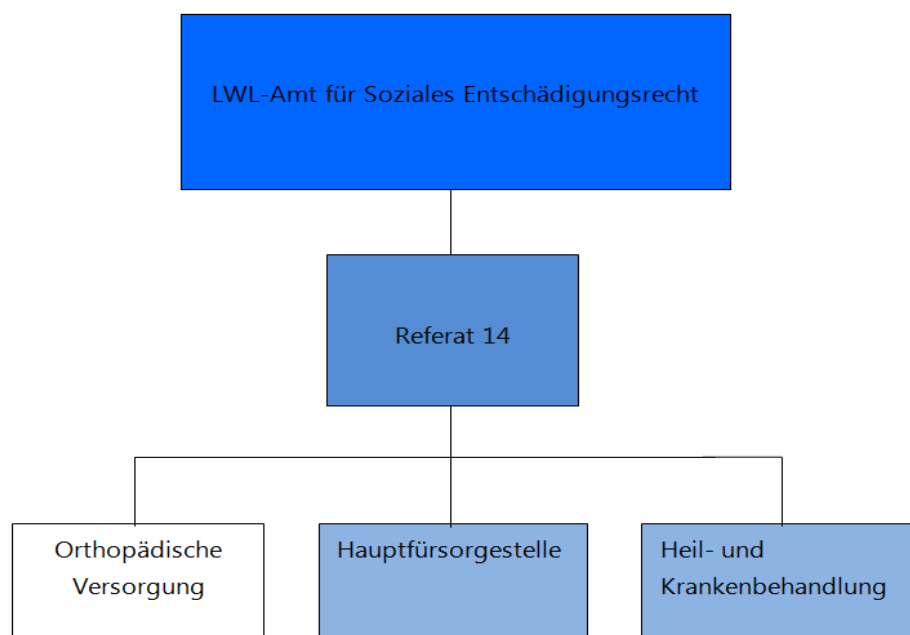 LWL-Amt für Soziales Entschädigungsrecht
Referat 14
Orthopädische
Versorgung
Hauptfürsorgestelle
Heil- und
Krankenbehandlung